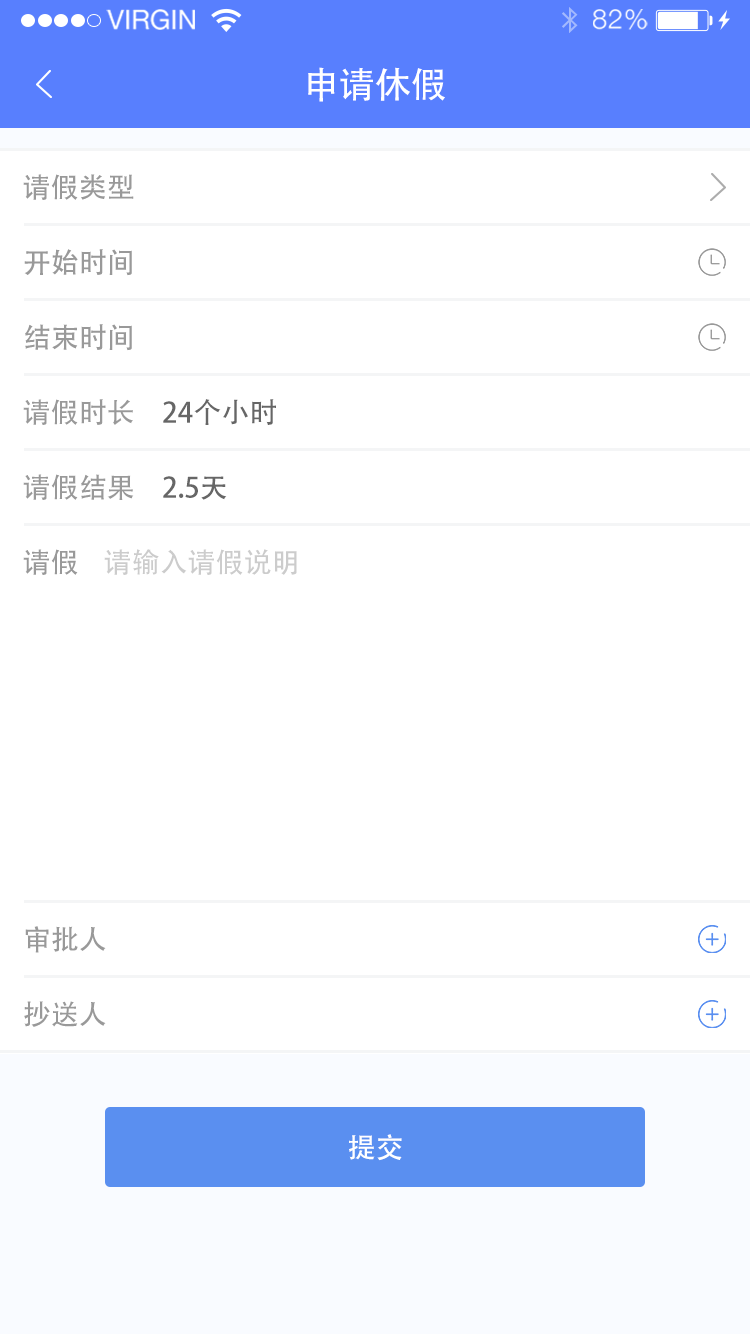 VIRGIN 82%
申请休假
请假类型
开始时间
结束时间
请假时长 24个小时
请假结果 2.5天
请假 请输入请假说明
审批人
抄送人
提交